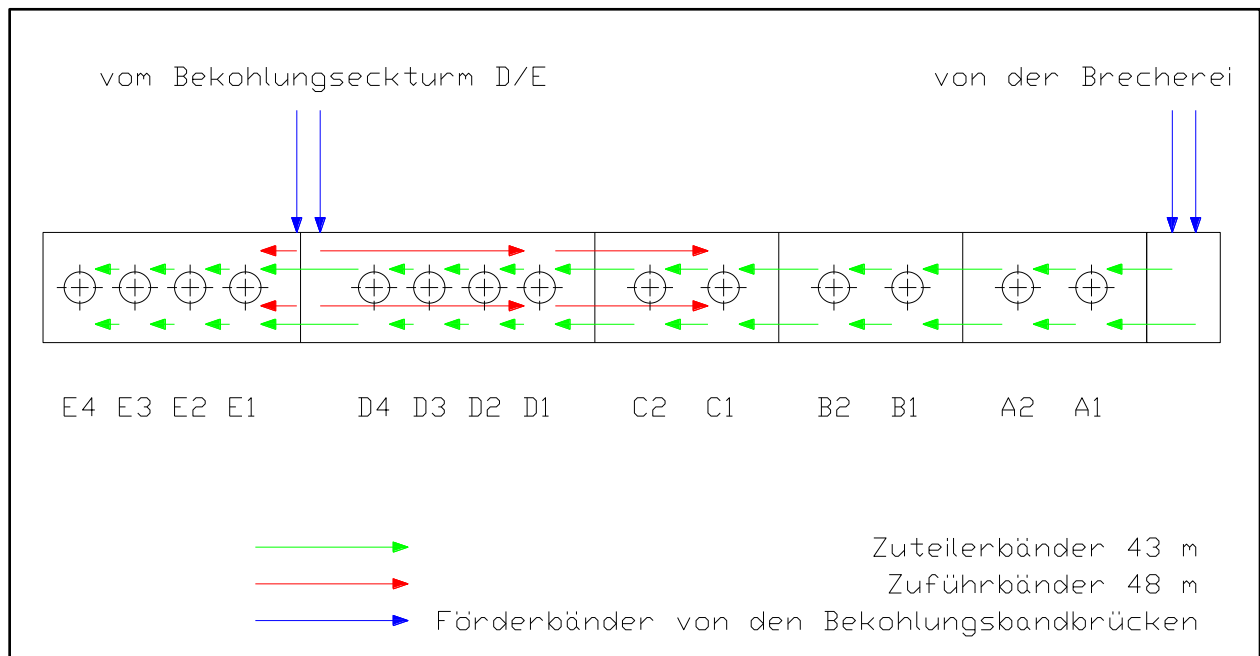 vom Bekohlungseckturm D/E
von der Brecherei
E4 E3 E2 E1 D4 D3 D2 D1 C2 C1 B2 B1 A2 A1
Zuteilerbänder 43 m
Zuführbänder 48 m
Förderbänder von den Bekohlungsbandbrücken